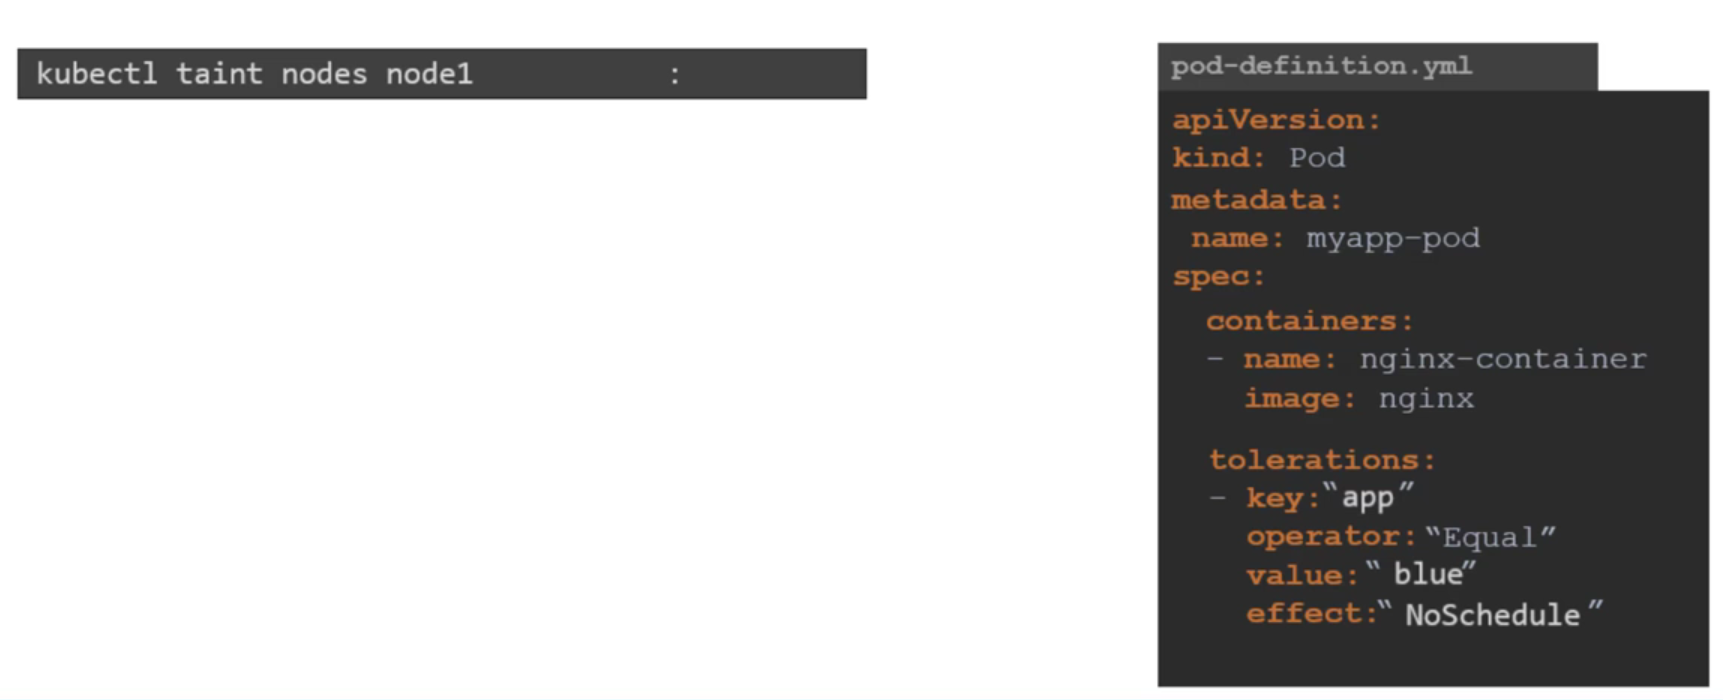 kubectl taint nodes node1 :
pod-definition.yml
apiVersion:
kind: Pod
metadata:
name: myapp-pod
spec:
containers:
- name: nginx-container
image: nginx
tolerations:
- key:“app”
operator:“Equal”
value:“ blue”
effect:“ NoSchedule ”